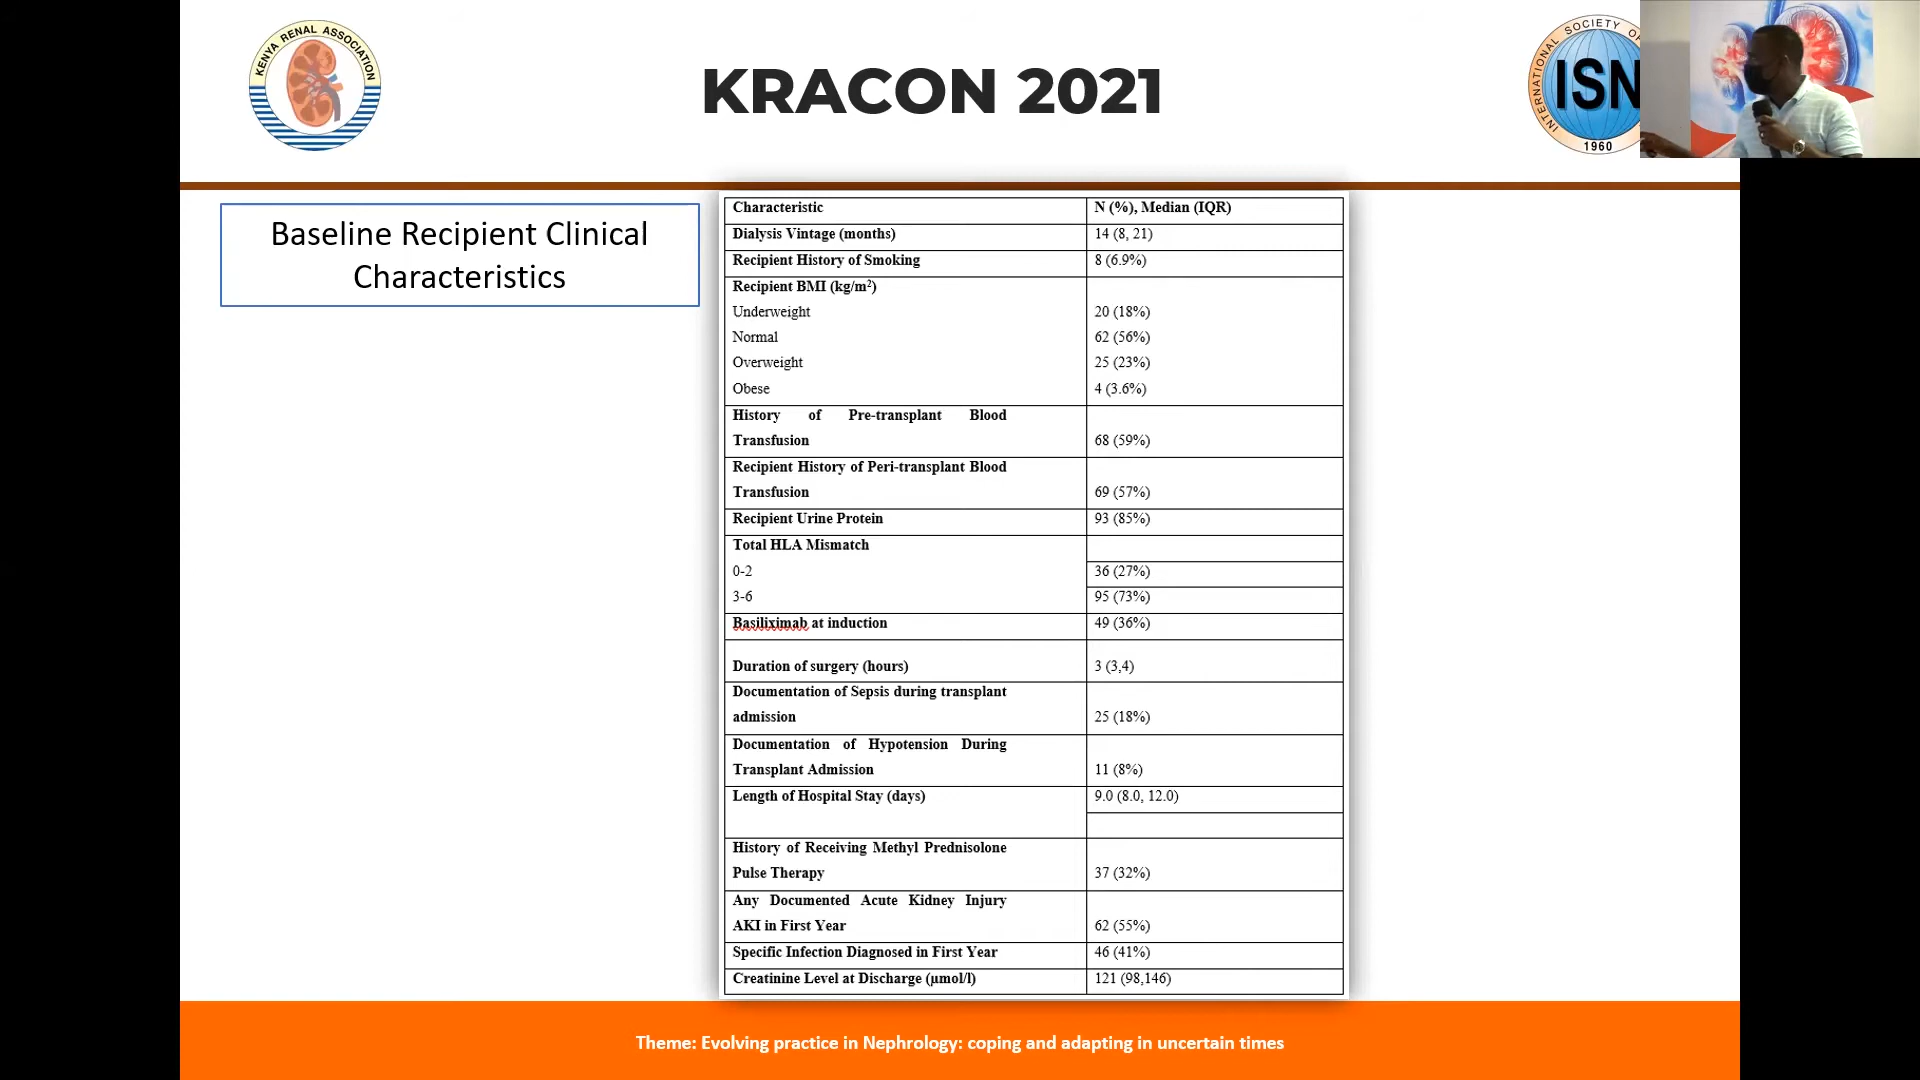 KENYA RENAL ASSOCIATION
KRACON 2021
INTERNATIONAL SOCIETY OF
ISN
1960
Baseline Recipient Clinical
Characteristics
Characteristic N (%), Median (IQR)
Dialysis Vintage (months) 14 (8, 21)
Recipient History of Smoking 8 (6.9%)
Recipient BMI (kg/m²)
Underweight 20 (18%)
Normal 62 (56%)
Overweight 25 (23%)
Obese 4 (3.6%)
History of Pre-transplant Blood
Transfusion 68 (59%)
Recipient History of Peri-transplant Blood
Transfusion 69 (57%)
Recipient Urine Protein 93 (85%)
Total HLA Mismatch
0-2 36 (27%)
3-6 95 (73%)
Basiliximab at induction 49 (36%)
Duration of surgery (hours) 3 (3,4)
Documentation of Sepsis during transplant
admission 25 (18%)
Documentation of Hypotension During
Transplant Admission 11 (8%)
Length of Hospital Stay (days) 9.0 (8.0, 12.0)
History of Receiving Methyl Prednisolone
Pulse Therapy 37 (32%)
Any Documented Acute Kidney Injury
AKI in First Year 62 (55%)
Specific Infection Diagnosed in First Year 46 (41%)
Creatinine Level at Discharge (µmol/l) 121 (98,146)
Theme: Evolving practice in Nephrology: coping and adapting in uncertain times